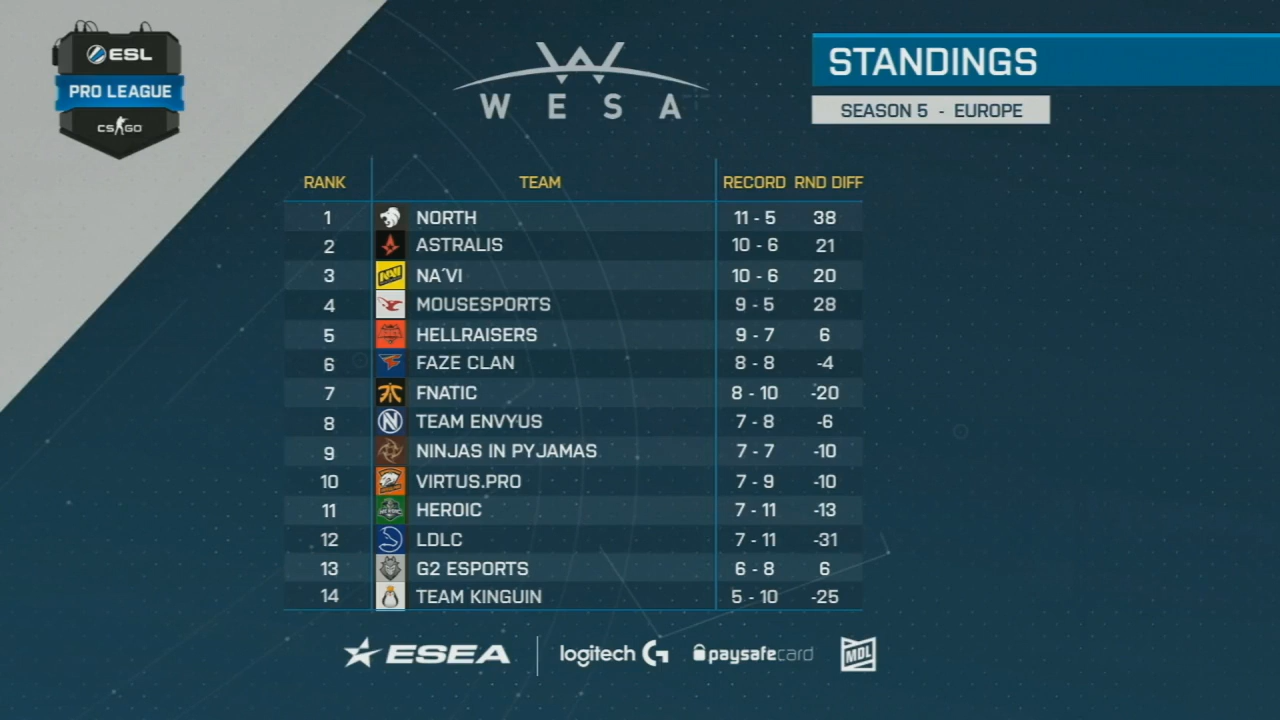 ESL
PRO LEAGUE
CS GO
WESA
STANDINGS
SEASON 5 - EUROPE
RANK TEAM RECORD RND DIFF
1 NORTH 11 - 5 38
2 ASTRALIS 10 - 6 21
3 NAVI NA´VI 10 - 6 20
4 MOUSESPORTS 9 - 5 28
5 HELLRAISERS 9 - 7 6
6 FAZE CLAN 8 - 8 -4
7 FNATIC 8 - 10 -20
8 TEAM ENVYUS 7 - 8 -6
9 NINJAS IN PYJAMAS 7 - 7 -10
10 VIRTUS.PRO 7 - 9 -10
11 HEROIC HEROIC 7 - 11 -13
12 LDLC 7 - 11 -31
13 G2 ESPORTS 6 - 8 6
14 TEAM KINGUIN 5 - 10 -25
ESEA logitech G paysafecard MDL